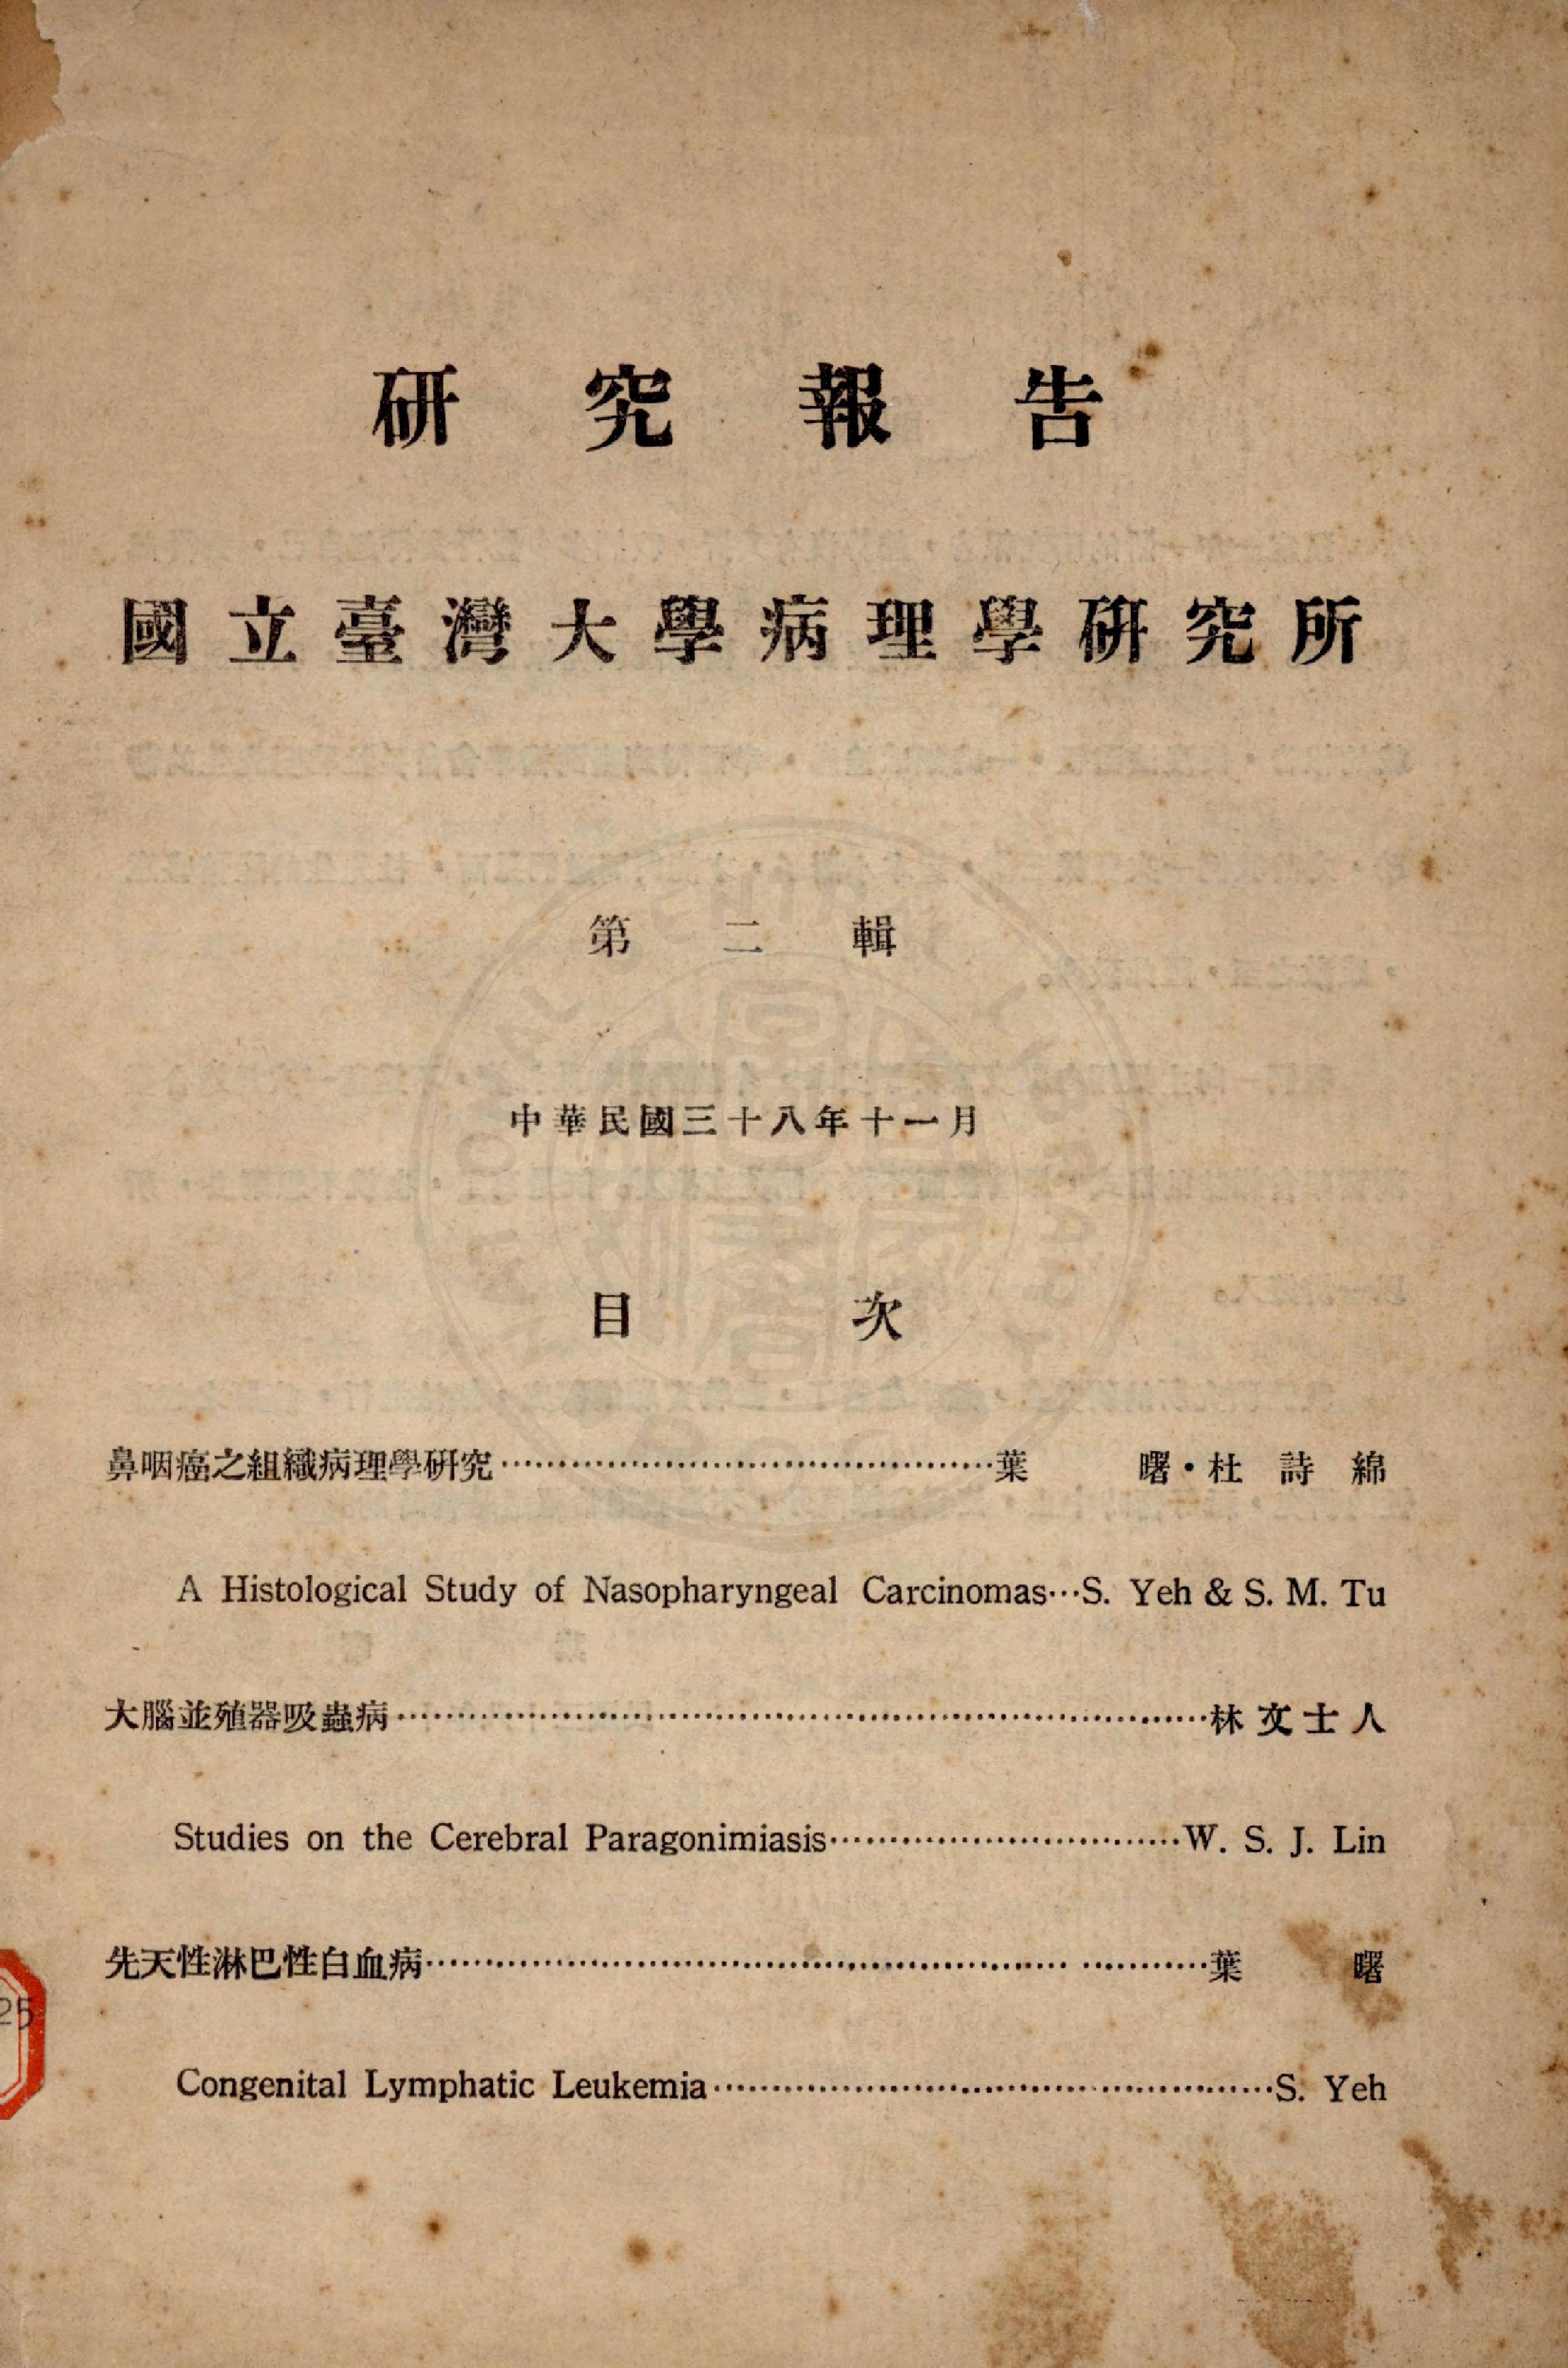 研究報告
國立臺灣大學病理學研究所
第二輯
中華民國三十八年十一月
目次
鼻咽癌之組織病理學研究……………………………………葉 曙・杜詩綿
A Histological Study of Nasopharyngeal Carcinomas…S. Yeh & S. M. Tu
大腦並殖器吸蟲病……………………………………………………林文士人
Studies on the Cerebral Paragonimiasis…………………………W. S. J. Lin
先天性淋巴性白血病…………………………………………………葉 曙
Congenital Lymphatic Leukemia……………………………………S. Yeh
25